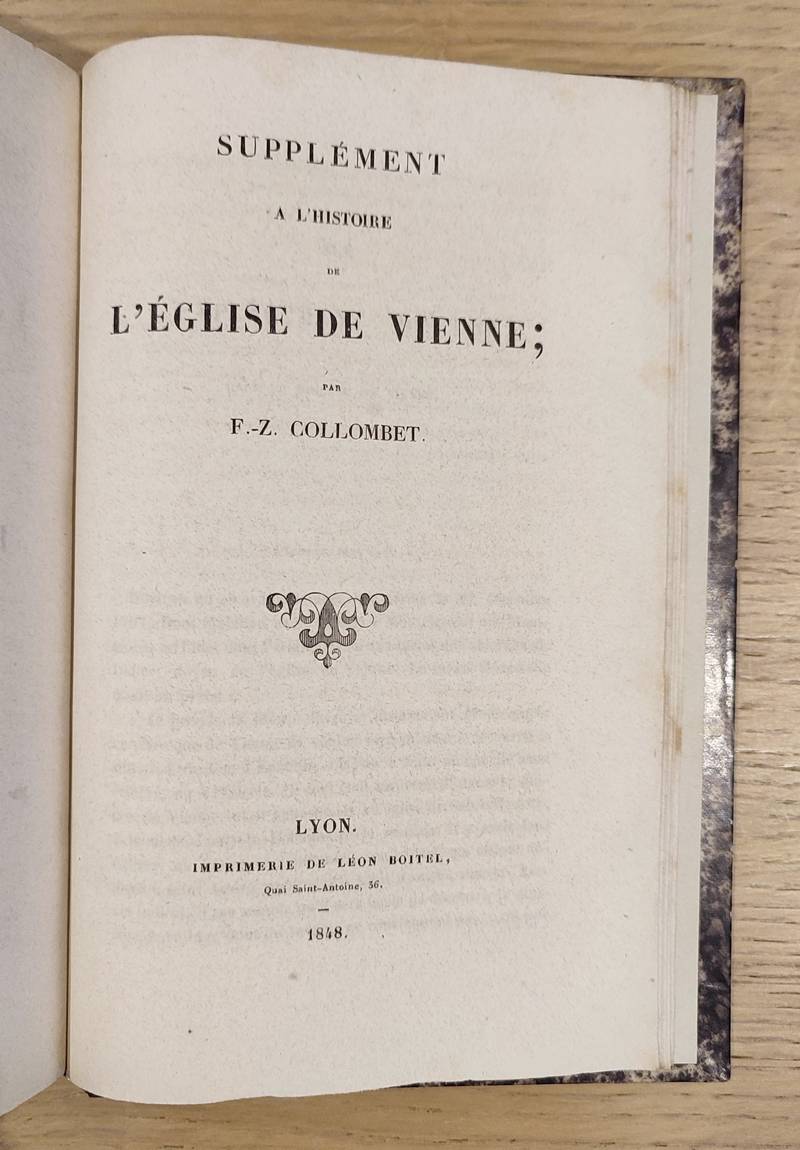 SUPPLÉMENT
A L'HISTOIRE
DE
L'ÉGLISE DE VIENNE;
PAR
F.-Z. COLLOMBET.
LYON.
IMPRIMERIE DE LÉON BOITEL,
Quai Saint-Antoine, 36.
1848.